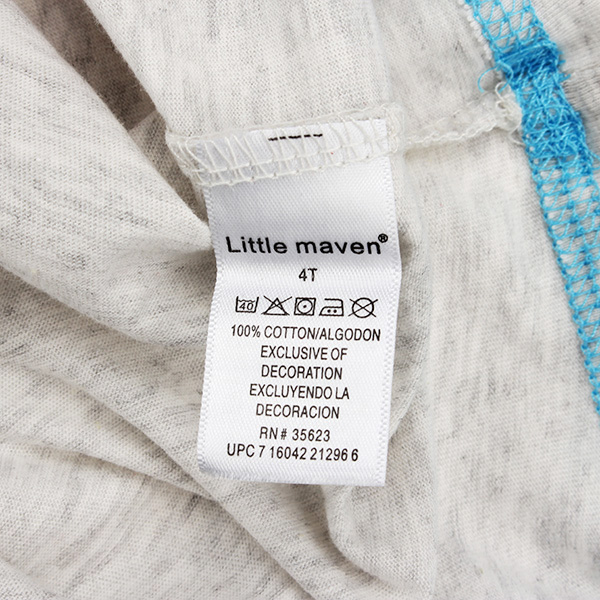 Little maven®
4T
40
100% COTTON/ALGODON
EXCLUSIVE OF
DECORATION
EXCLUYENDO LA
DECORACION
RN # 35623
UPC 7 16042 21296 6